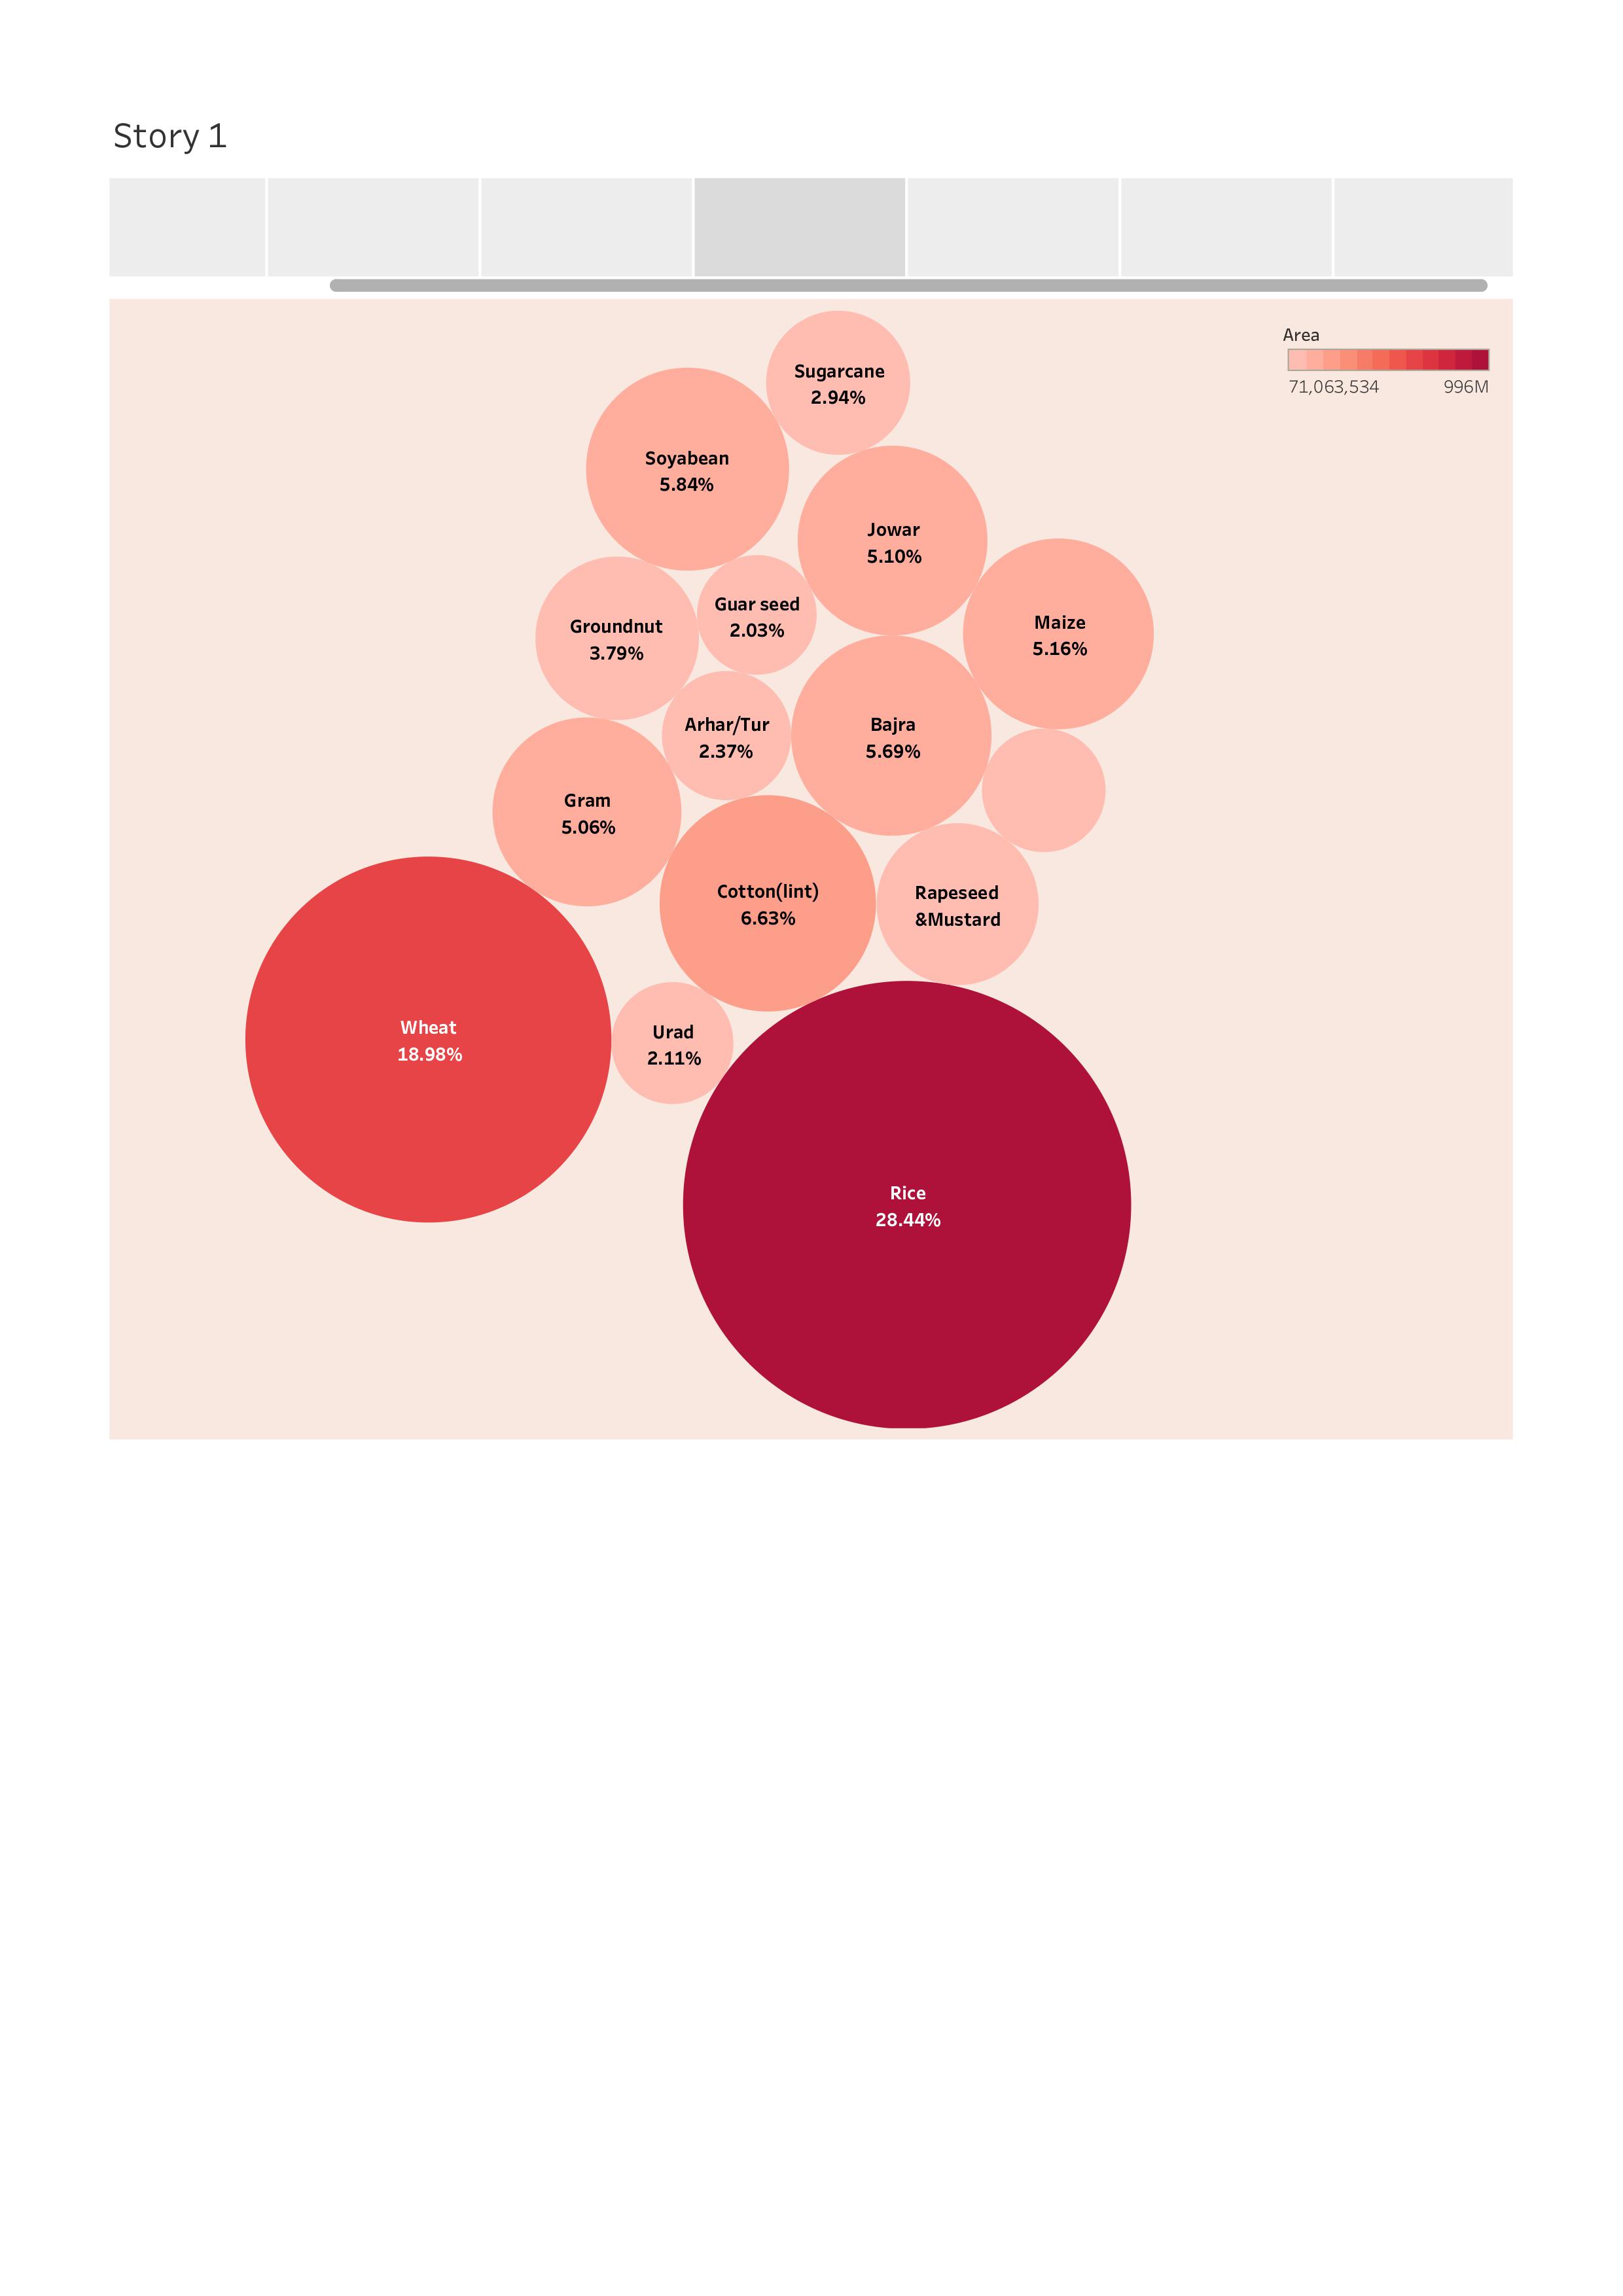 Story 1
Area
71,063,534 996M
Sugarcane
2.94%
Soyabean
5.84%
Jowar
5.10%
Guar seed
2.03%
Groundnut
3.79%
Maize
5.16%
Arhar/Tur
2.37%
Bajra
5.69%
Gram
5.06%
Cotton(lint)
6.63%
Rapeseed
&Mustard
Wheat
18.98%
Urad
2.11%
Rice
28.44%